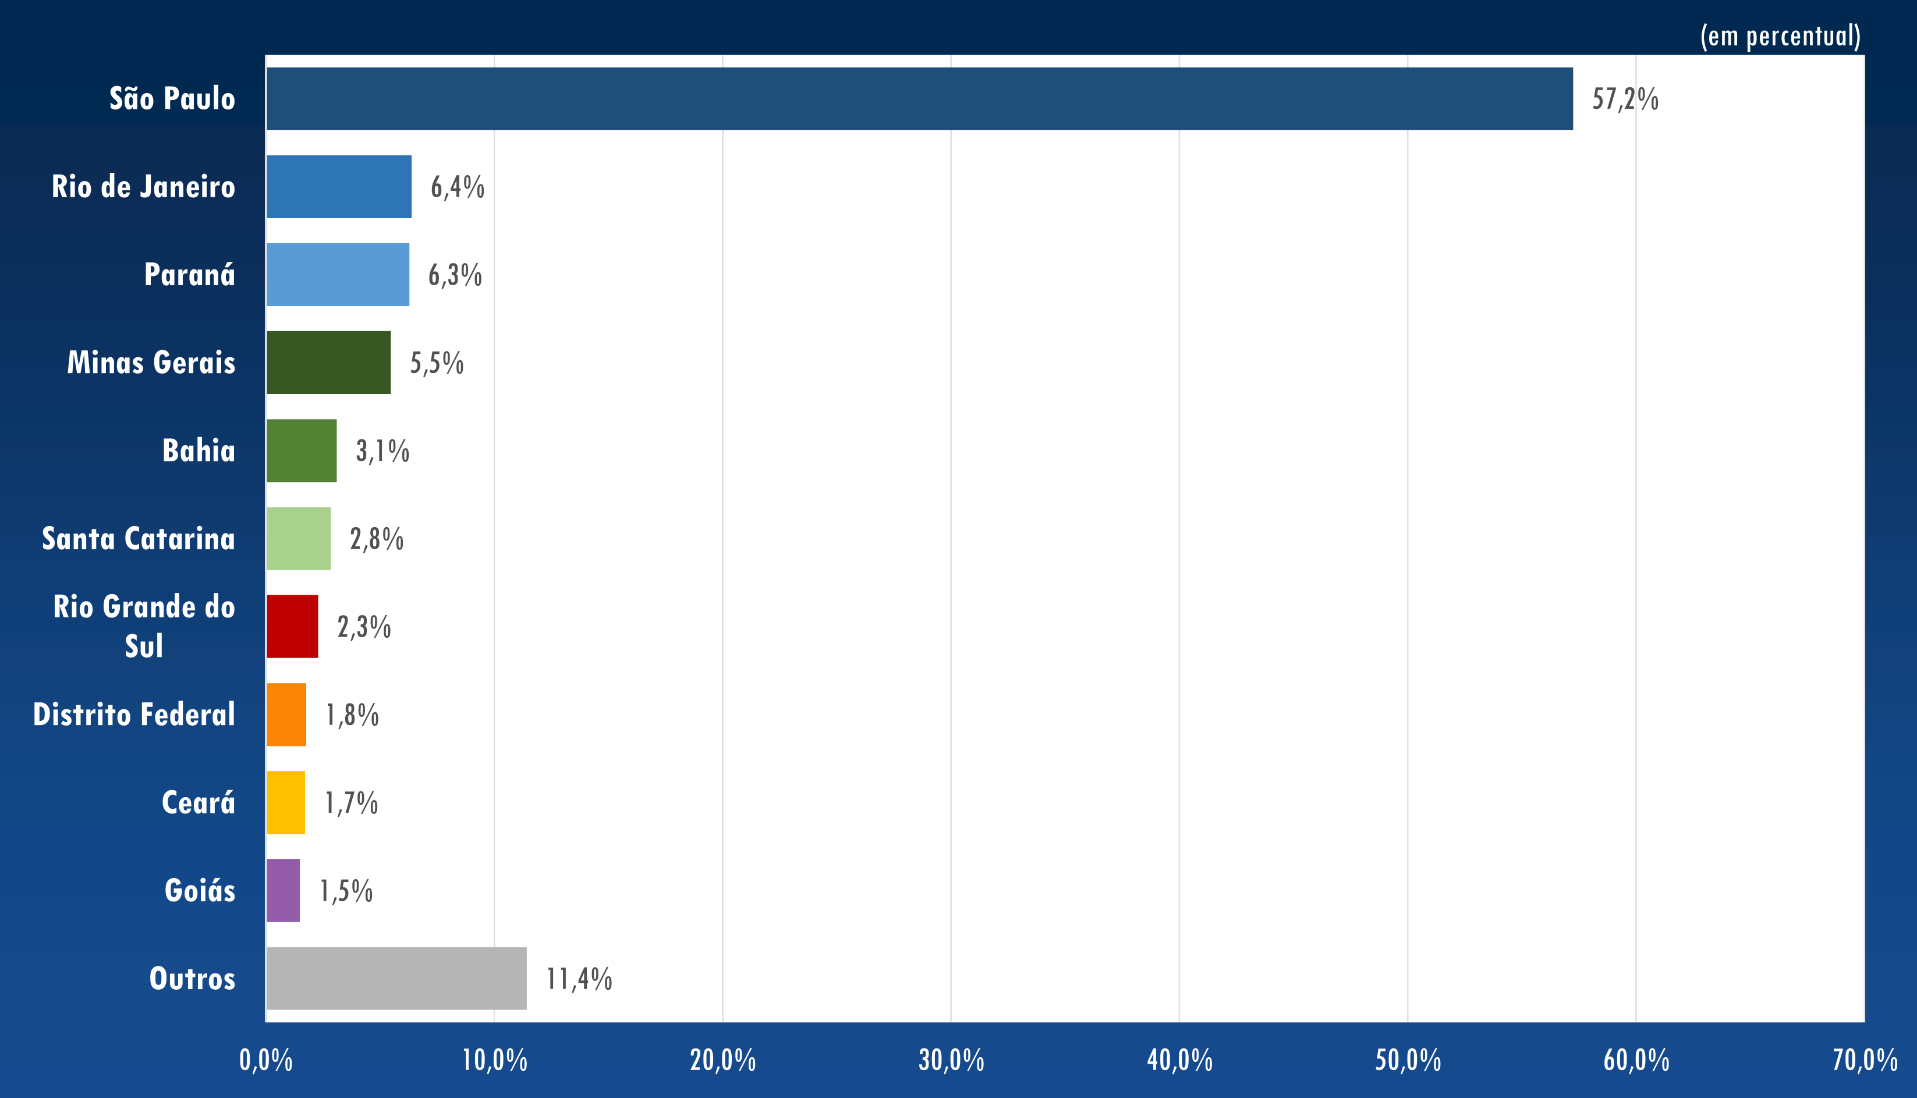 (em percentual)
São Paulo 57,2%
Rio de Janeiro 6,4%
Paraná 6,3%
Minas Gerais 5,5%
Bahia 3,1%
Santa Catarina 2,8%
Rio Grande do
Sul 2,3%
Distrito Federal 1,8%
Ceará 1,7%
Goiás 1,5%
Outros 11,4%
0,0% 10,0% 20,0% 30,0% 40,0% 50,0% 60,0% 70,0%